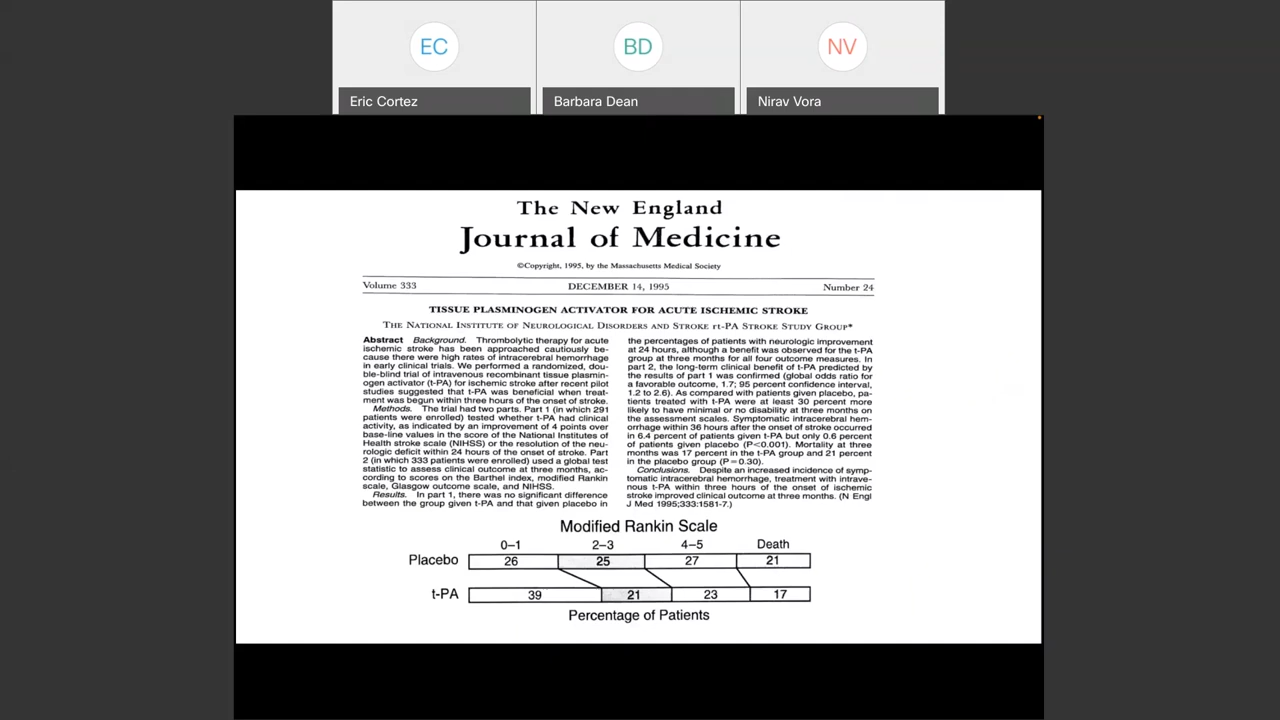 EC
BD
NV
Eric Cortez
Barbara Dean
Nirav Vora
The New England
Journal of Medicine
©Copyright, 1995, by the Massachusetts Medical Society
Volume 333
DECEMBER 14, 1995
Number 24
TISSUE PLASMINOGEN ACTIVATOR FOR ACUTE ISCHEMIC STROKE
THE NATIONAL INSTITUTE OF NEUROLOGICAL DISORDERS AND STROKE rt-PA STROKE STUDY GROUP*
Abstract Background. Thrombolytic therapy for acute
ischemic stroke has been approached cautiously be-
cause there were high rates of intracerebral hemorrhage
in early clinical trials. We performed a randomized, dou-
ble-blind trial of intravenous recombinant tissue plasmin-
ogen activator (t-PA) for ischemic stroke after recent pilot
studies suggested that t-PA was beneficial when treat-
ment was begun within three hours of the onset of stroke.
Methods. The trial had two parts. Part 1 (in which 291
patients were enrolled) tested whether t-PA had clinical
activity, as indicated by an improvement of 4 points over
base-line values in the score of the National Institutes of
Health stroke scale (NIHSS) or the resolution of the neu-
rologic deficit within 24 hours of the onset of stroke. Part
2 (in which 333 patients were enrolled) used a global test
statistic to assess clinical outcome at three months, ac-
cording to scores on the Barthel index, modified Rankin
scale, Glasgow outcome scale, and NIHSS.
Results. In part 1, there was no significant difference
between the group given t-PA and that given placebo in
the percentages of patients with neurologic improvement
at 24 hours, although a benefit was observed for the t-PA
group at three months for all four outcome measures. In
part 2, the long-term clinical benefit of t-PA predicted by
the results of part 1 was confirmed (global odds ratio for
a favorable outcome, 1.7; 95 percent confidence interval,
1.2 to 2.6). As compared with patients given placebo, pa-
tients treated with t-PA were at least 30 percent more
likely to have minimal or no disability at three months on
the assessment scales. Symptomatic intracerebral hem-
orrhage within 36 hours after the onset of stroke occurred
in 6.4 percent of patients given t-PA but only 0.6 percent
of patients given placebo (P<0.001). Mortality at three
months was 17 percent in the t-PA group and 21 percent
in the placebo group (P=0.30).
Conclusions. Despite an increased incidence of symp-
tomatic intracerebral hemorrhage, treatment with intrave-
nous t-PA within three hours of the onset of ischemic
stroke improved clinical outcome at three months. (N Engl
J Med 1995;333:1581-7.)
Modified Rankin Scale
0–1 2–3 4–5 Death
Placebo 26 25 27 21
t-PA 39 21 23 17
Percentage of Patients